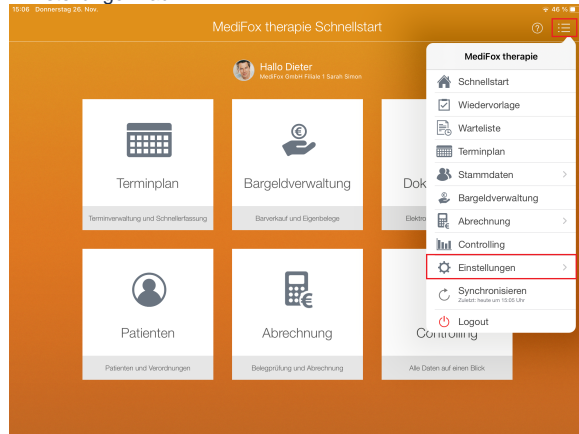 15:06 Donnerstag 26. Nov.
46 %
MediFox therapie Schnellstart
Hallo Dieter
MediFox GmbH Filiale 1 Sarah Simon
MediFox therapie
Schnellstart
Wiedervorlage
Warteliste
Terminplan
Stammdaten
Bargeldverwaltung
Abrechnung
Controlling
Einstellungen
Synchronisieren
Zuletzt: heute um 15:05 Uhr
Logout
Terminplan
Terminverwaltung und Schnellerfassung
Bargeldverwaltung
Barverkauf und Eigenbelege
Dok
Elektro
Patienten
Patienten und Verordnungen
Abrechnung
Belegprüfung und Abrechnung
Controlling
Alle Daten auf einen Blick